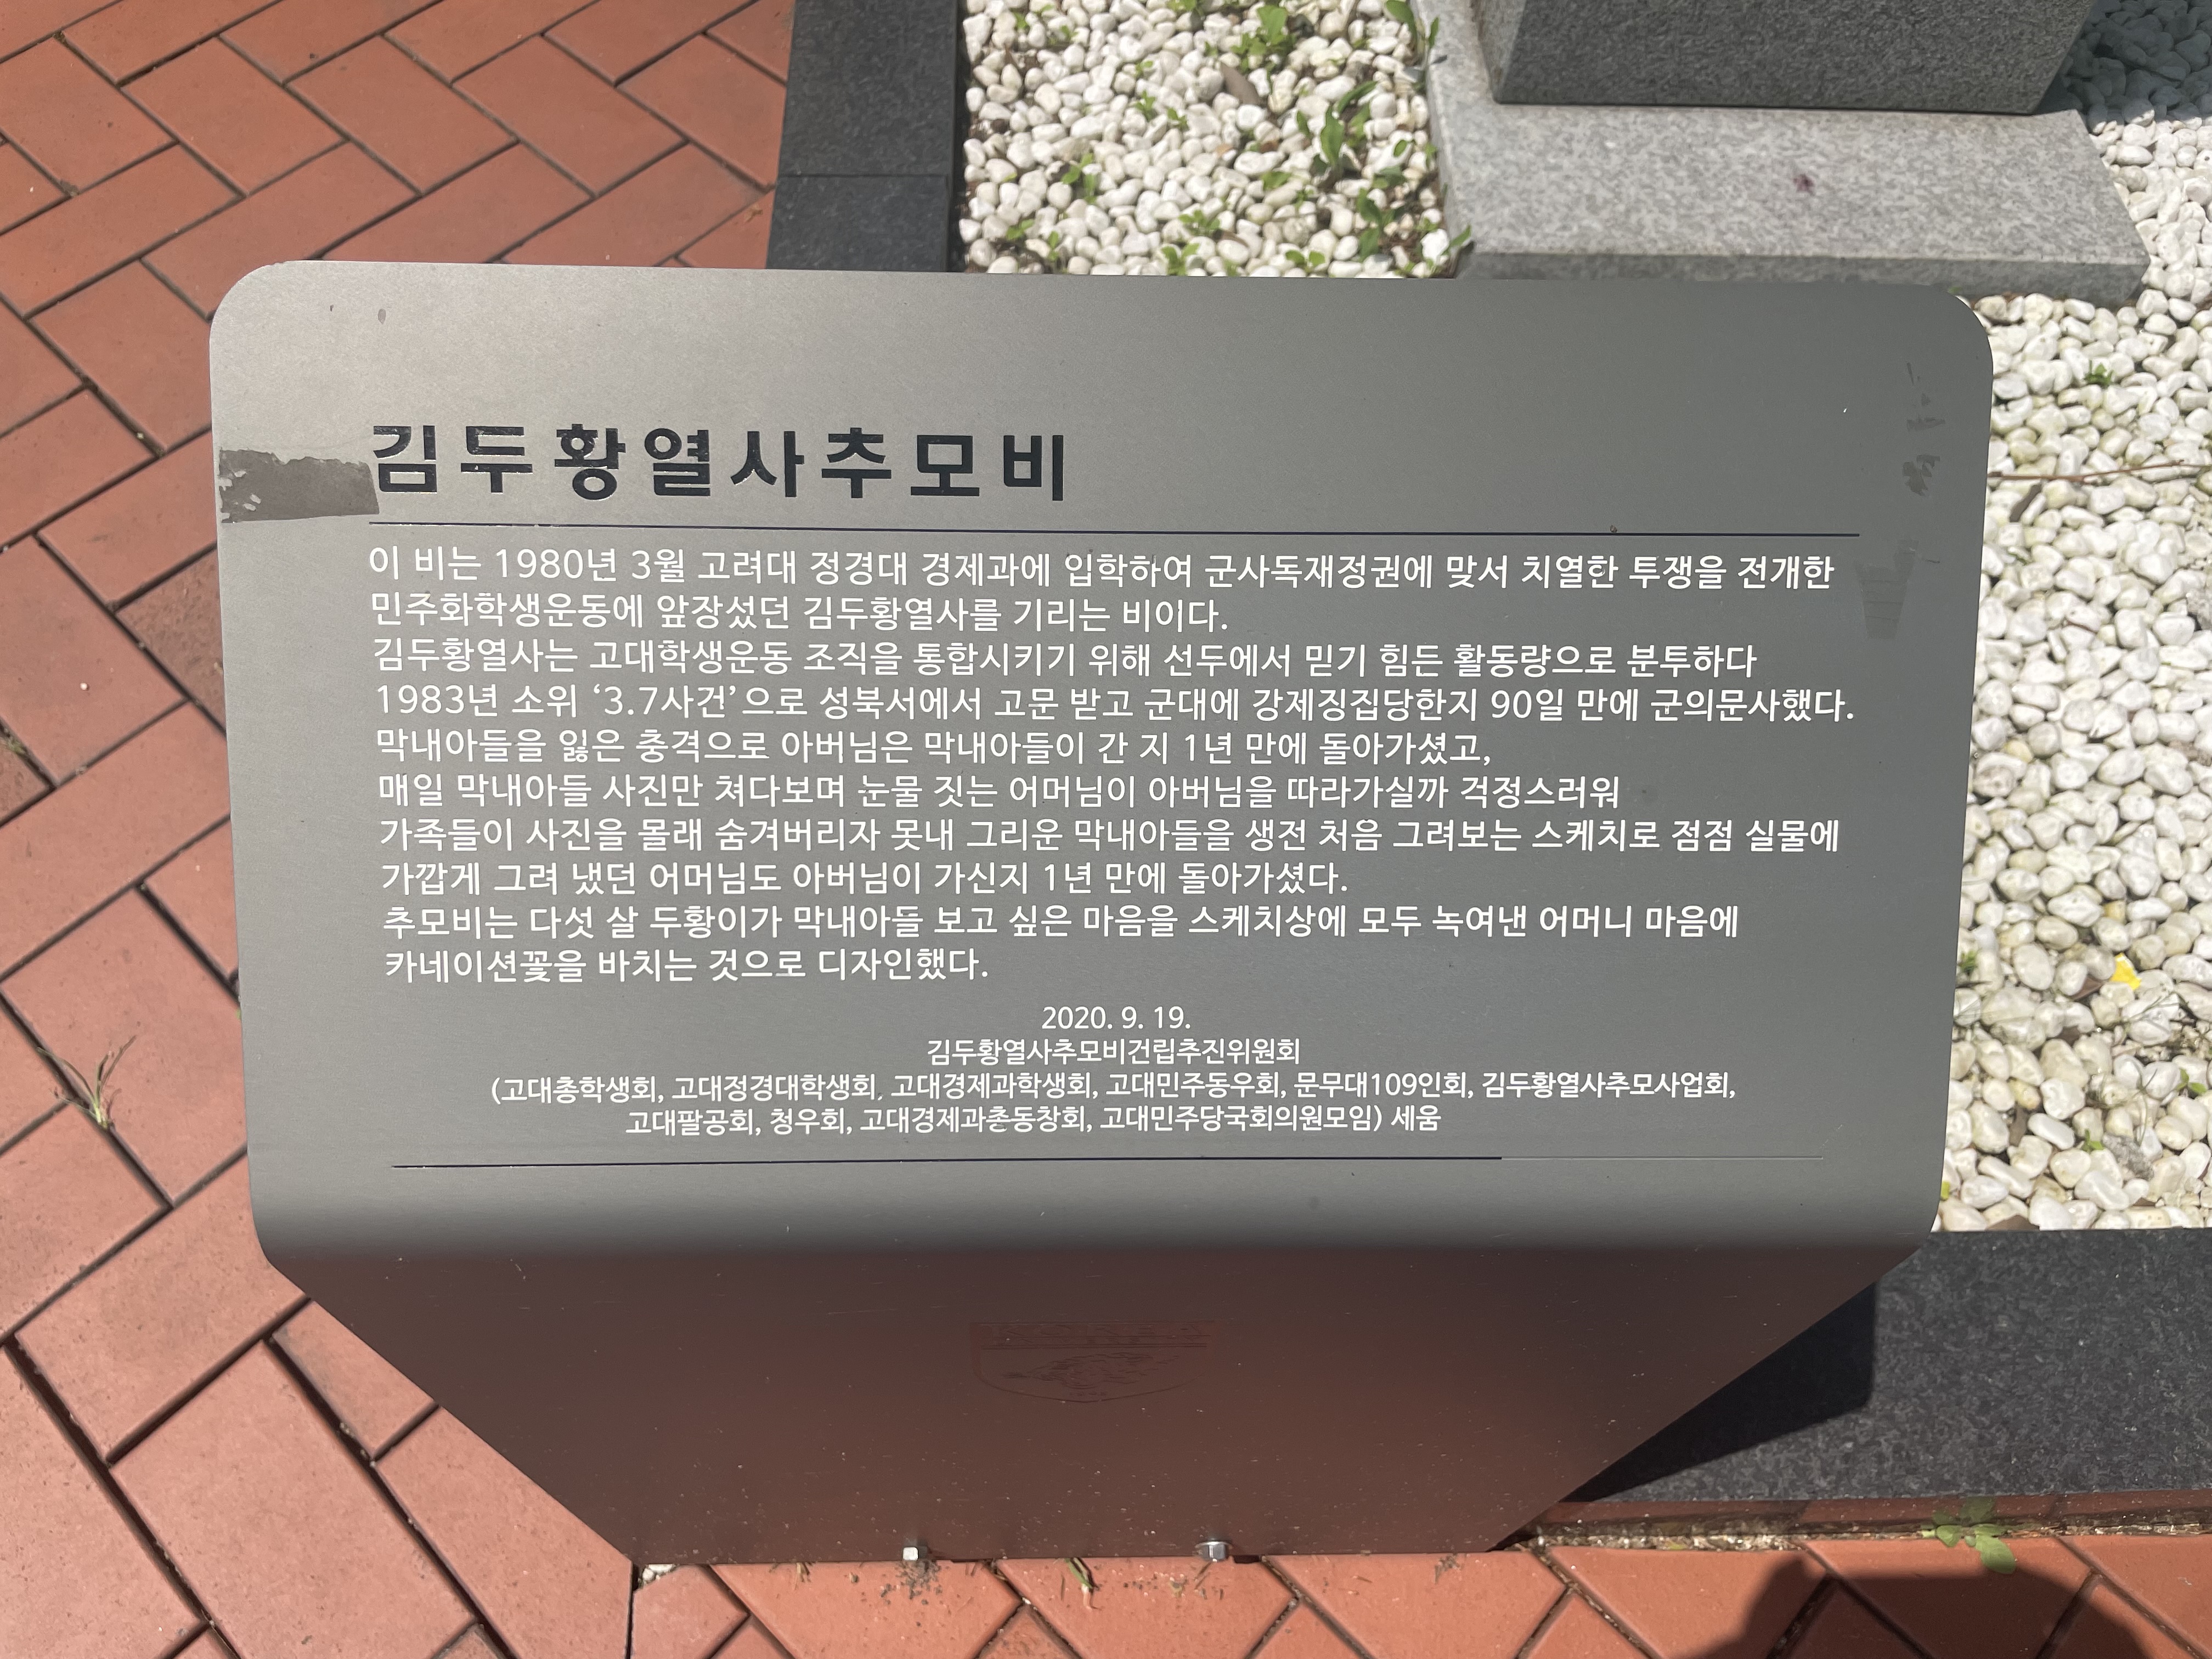 김두황열사추모비
이 비는 1980년 3월 고려대 정경대 경제과에 입학하여 군사독재정권에 맞서 치열한 투쟁을 전개한
민주화학생운동에 앞장섰던 김두황열사를 기리는 비이다.
김두황열사는 고대학생운동 조직을 통합시키기 위해 선두에서 믿기 힘든 활동량으로 분투하다
1983년 소위 ‘3.7사건’으로 성북서에서 고문 받고 군대에 강제징집당한지 90일 만에 군의문사했다.
막내아들을 잃은 충격으로 아버님은 막내아들이 간 지 1년 만에 돌아가셨고,
매일 막내아들 사진만 쳐다보며 눈물 짓는 어머님이 아버님을 따라가실까 걱정스러워
가족들이 사진을 몰래 숨겨버리자 못내 그리운 막내아들을 생전 처음 그려보는 스케치로 점점 실물에
가깝게 그려 냈던 어머님도 아버님이 가신지 1년 만에 돌아가셨다.
추모비는 다섯 살 두황이가 막내아들 보고 싶은 마음을 스케치상에 모두 녹여낸 어머니 마음에
카네이션꽃을 바치는 것으로 디자인했다.
2020. 9. 19.
김두황열사추모비건립추진위원회
(고대총학생회, 고대정경대학생회, 고대경제과학생회, 고대민주동우회, 문무대109인회, 김두황열사추모사업회,
고대팔공회, 청우회, 고대경제과총동창회, 고대민주당국회의원모임) 세움